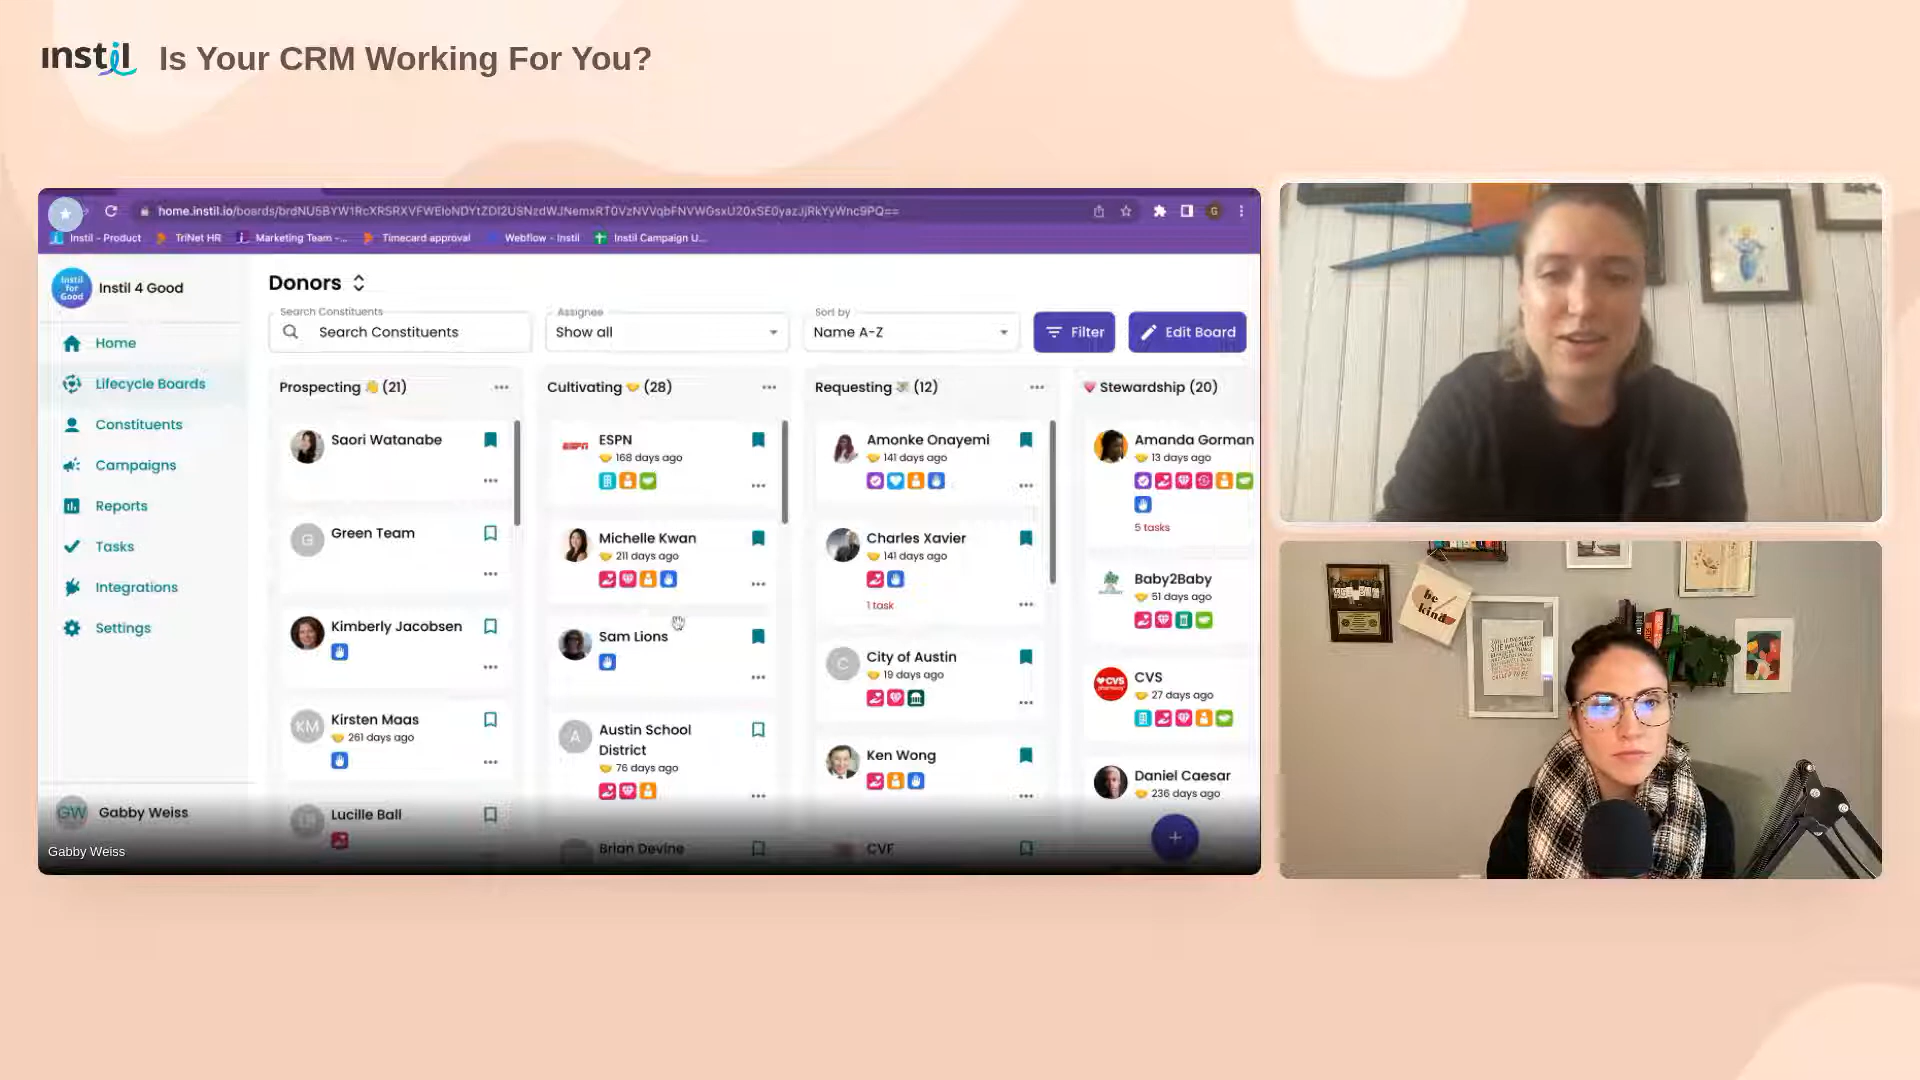 instil Is Your CRM Working For You?
home.instil.io/boards/
Instil - Product TriNet HR Marketing Team -... Timecard approval Webflow - Instil Instil Campaign U...
Instil for Good
Instil 4 Good
Home
Lifecycle Boards
Constituents
Campaigns
Reports
Tasks
Integrations
Settings
GW Gabby Weiss
Gabby Weiss
Donors
Search Constituents
Search Constituents
Assignee
Show all
Sort by
Name A-Z
Filter
Edit Board
Prospecting 👋 (21)
Saori Watanabe
G Green Team
Kimberly Jacobsen
KM Kirsten Maas
🤝 261 days ago
Lucille Ball
Cultivating 🤝 (28)
ESPN
ESPN
🤝 168 days ago
Michelle Kwan
🤝 211 days ago
Sam Lions
A Austin School
District
🤝 76 days ago
Brian Devine
Requesting 💸 (12)
Amonke Onayemi
🤝 141 days ago
Charles Xavier
🤝 141 days ago
1 task
C City of Austin
🤝 19 days ago
Ken Wong
CVF
💗 Stewardship (20)
Amanda Gorman
🤝 13 days ago
5 tasks
Baby2Baby
🤝 51 days ago
CVS
CVS
🤝 27 days ago
Daniel Caesar
🤝 236 days ago
be
kind